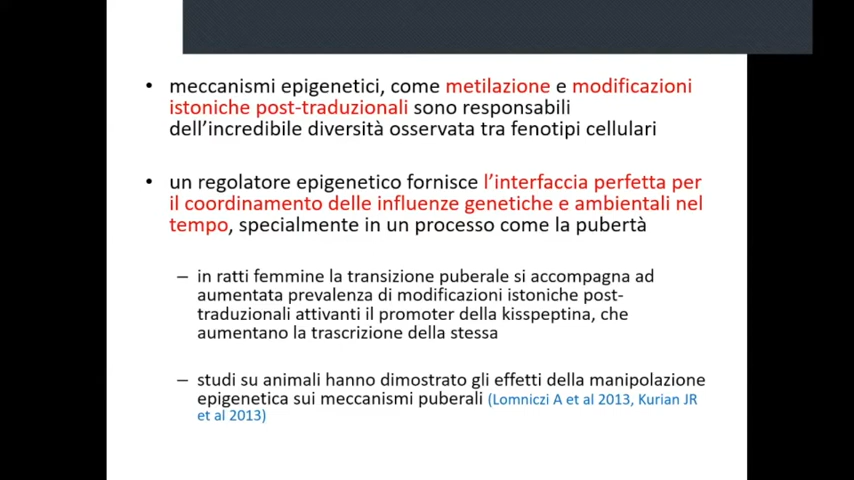 • meccanismi epigenetici, come metilazione e modificazioni
istoniche post-traduzionali sono responsabili
dell'incredibile diversità osservata tra fenotipi cellulari
• un regolatore epigenetico fornisce l'interfaccia perfetta per
il coordinamento delle influenze genetiche e ambientali nel
tempo, specialmente in un processo come la pubertà
– in ratti femmine la transizione puberale si accompagna ad
aumentata prevalenza di modificazioni istoniche post-
traduzionali attivanti il promoter della kisspeptina, che
aumentano la trascrizione della stessa
– studi su animali hanno dimostrato gli effetti della manipolazione
epigenetica sui meccanismi puberali (Lomniczi A et al 2013, Kurian JR
et al 2013)